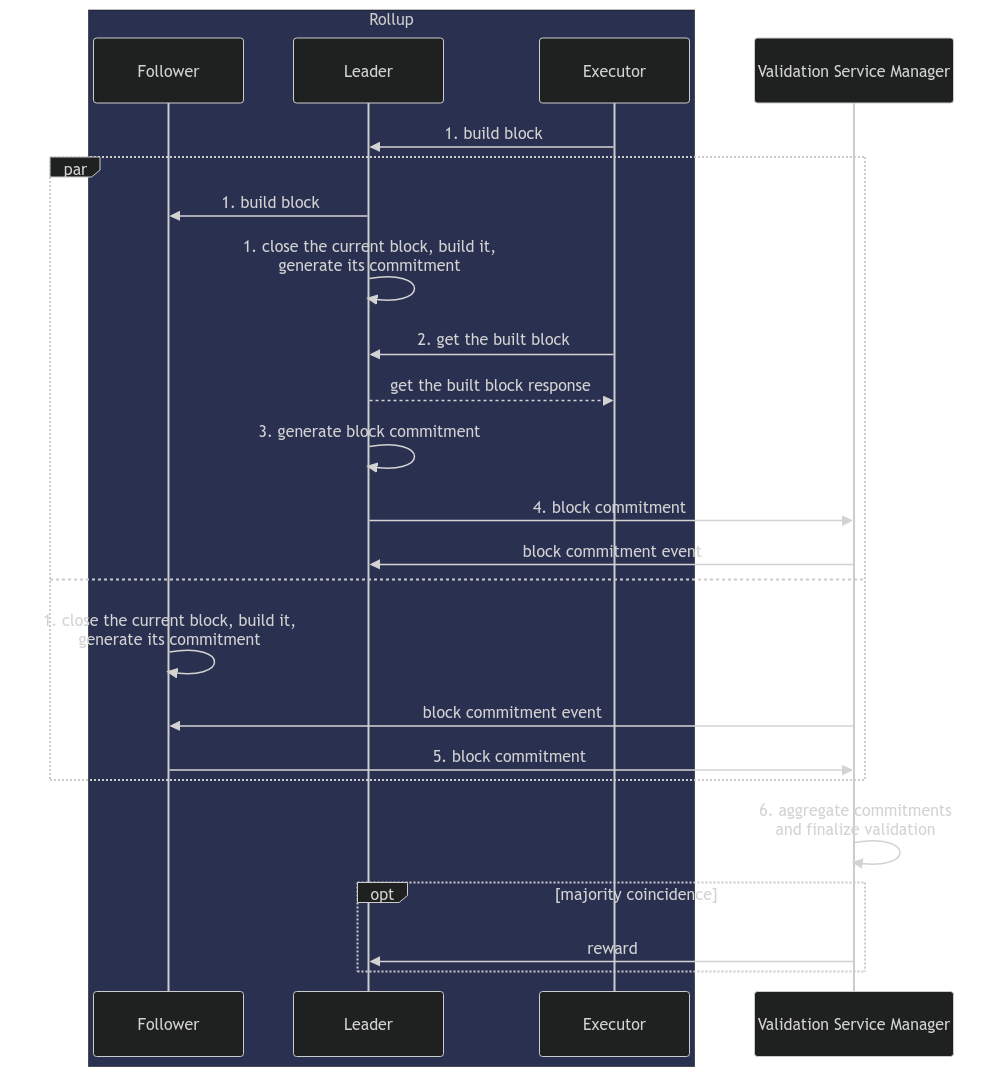 Rollup
Follower
Leader
Executor
Validation Service Manager
1. build block
par
1. build block
1. close the current block, build it,
generate its commitment
2. get the built block
get the built block response
3. generate block commitment
4. block commitment
block commitment event
1. close the current block, build it,
generate its commitment
block commitment event
5. block commitment
6. aggregate commitments
and finalize validation
opt
[majority coincidence]
reward
Follower
Leader
Executor
Validation Service Manager